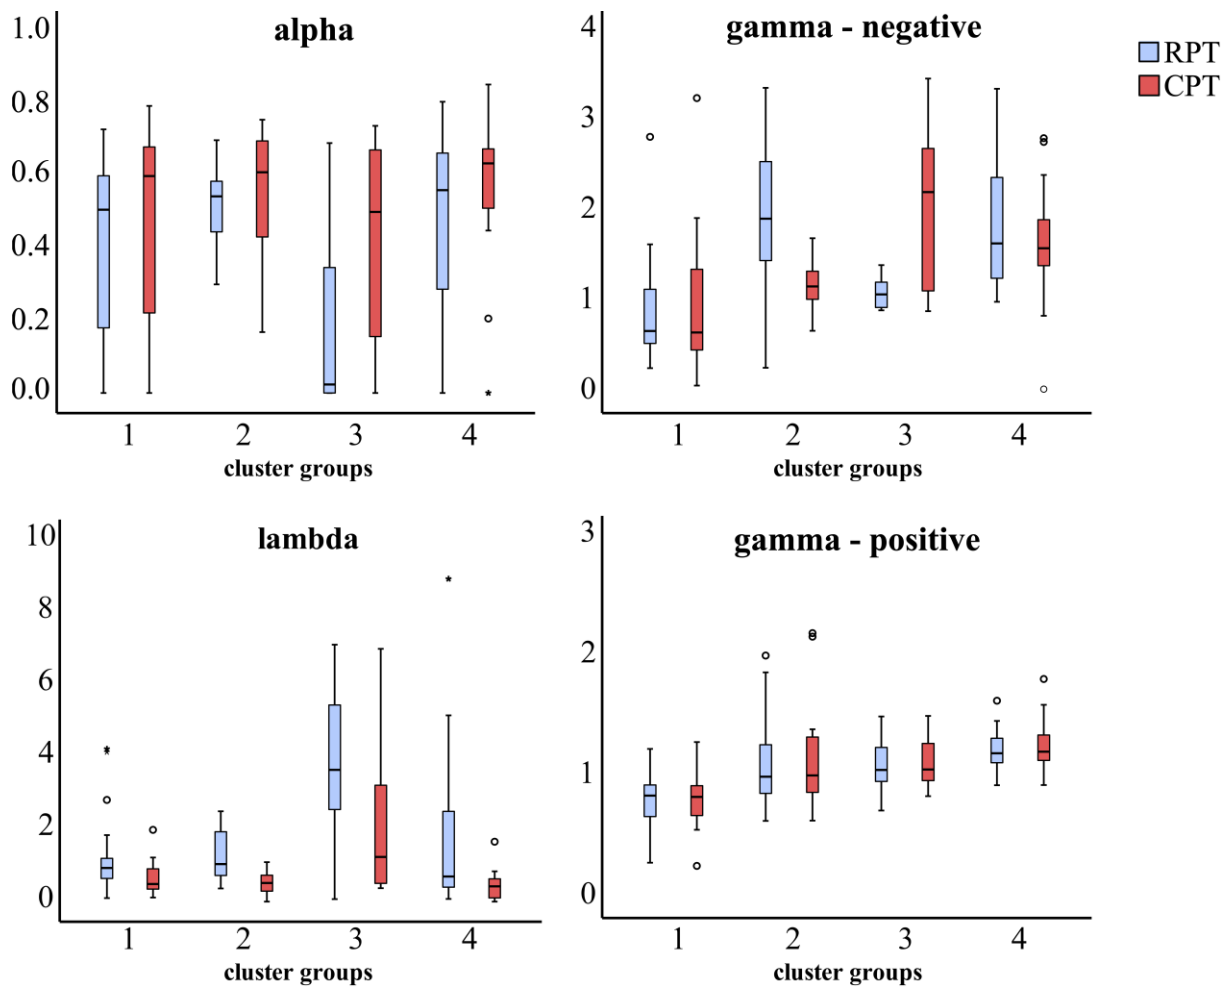 alpha
1.0
0.8
0.6
0.4
0.2
0.0
1 2 3 4
cluster groups
gamma - negative
4
3
2
1
0
1 2 3 4
cluster groups
RPT
CPT
lambda
10
8
6
4
2
0
1 2 3 4
cluster groups
gamma - positive
3
2
1
0
1 2 3 4
cluster groups